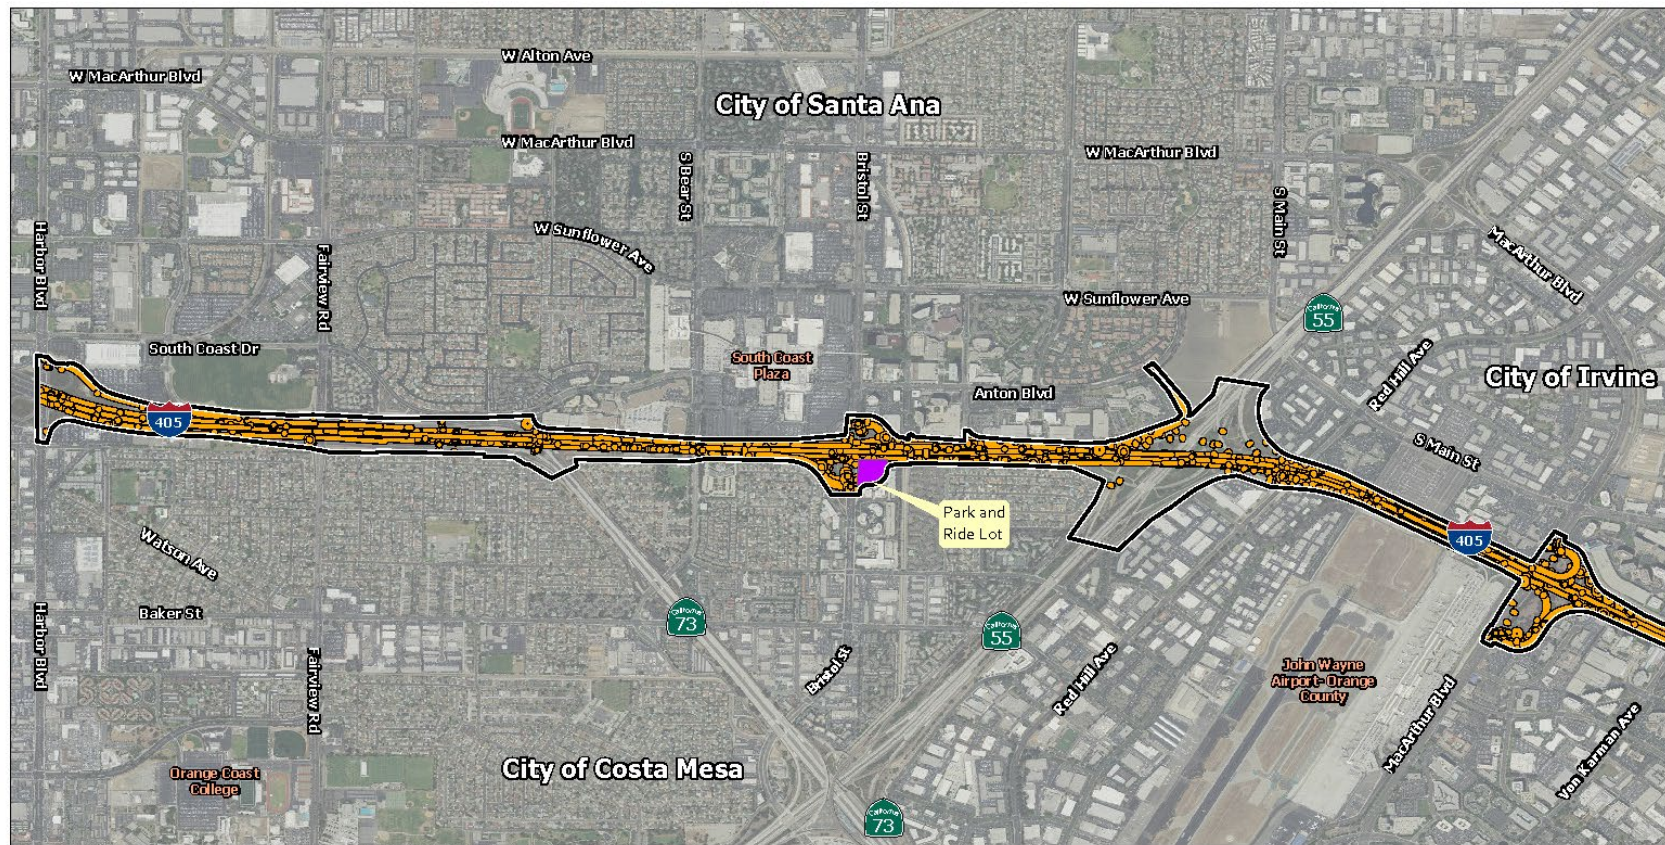 W Alton Ave
W MacArthur Blvd
City of Santa Ana
W MacArthur Blvd
W MacArthur Blvd
S Bear St
Bristol St
S Main St
Harbor Blvd
Fairview Rd
W Sunflower Ave
MacArthur Blvd
W Sunflower Ave
California
55
South Coast Dr
South Coast
Plaza
Anton Blvd
Red Hill Ave
City of Irvine
405
S Main St
Park and
Ride Lot
405
Watson Ave
Baker St
California
73
California
55
Harbor Blvd
Fairview Rd
Bristol St
Red Hill Ave
John Wayne
Airport- Orange
County
MacArthur Blvd
Von Karman Ave
Orange Coast
College
City of Costa Mesa
California
73